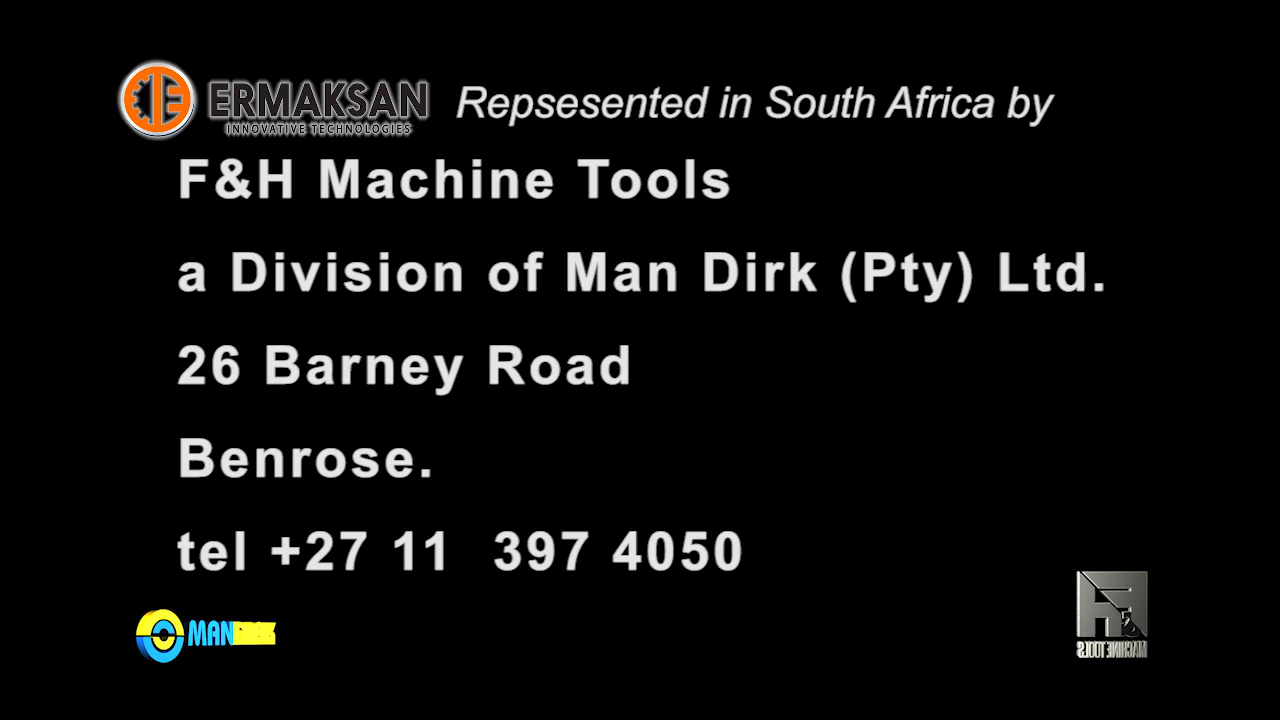 ERMAKSAN
INNOVATIVE TECHNOLOGIES
Repsesented in South Africa by
F&H Machine Tools
a Division of Man Dirk (Pty) Ltd.
26 Barney Road
Benrose.
tel +27 11 397 4050
MAN
MACHINE TOOLS